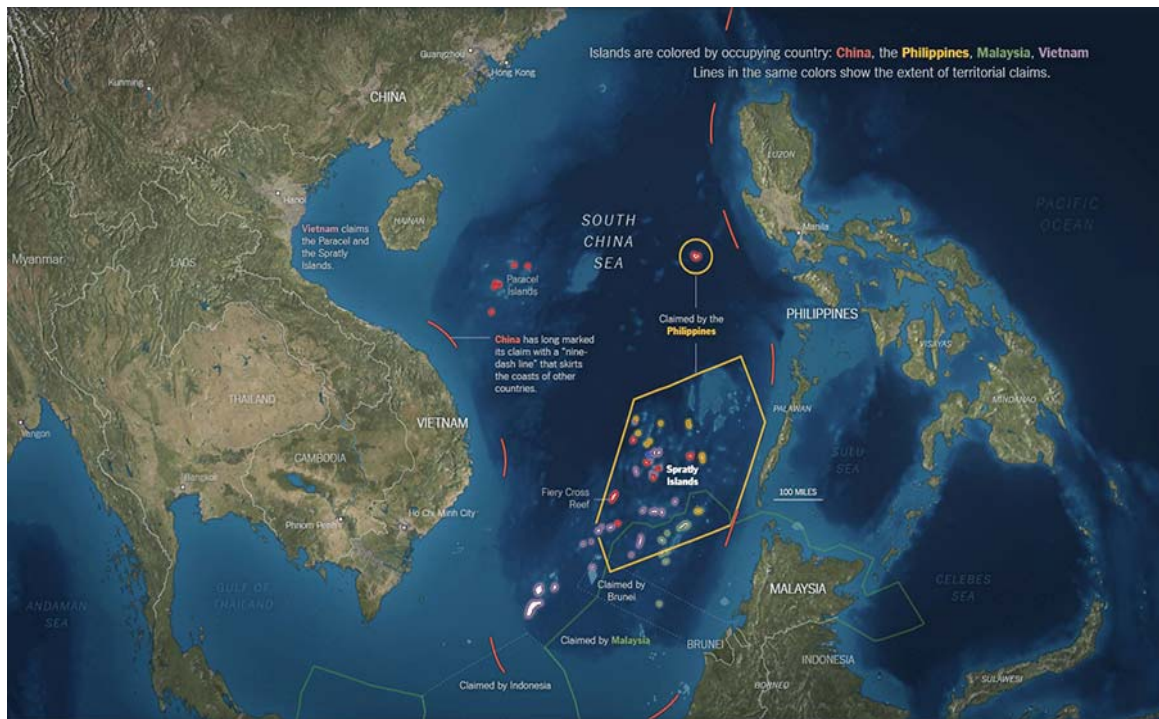 Islands are colored by occupying country: China, the Philippines, Malaysia, Vietnam
Lines in the same colors show the extent of territorial claims.
Guangzhou
Hong Kong
Kunming
CHINA
LUZON
Hanoi
HAINAN
SOUTH
CHINA
SEA
PACIFIC
OCEAN
Manila
Vietnam claims
the Paracel and
the Spratly
Islands.
Myanmar
LAOS
Paracel
Islands
Claimed by the
Philippines
PHILIPPINES
China has long marked
its claim with a "nine-
dash line" that skirts
the coasts of other
countries.
VISAYAS
THAILAND
VIETNAM
PALAWAN
MINDANAO
Yangon
CAMBODIA
SULU
SEA
Spratly
Islands
Bangkok
Fiery Cross
Reef
100 MILES
Phnom Penh
Ho Chi Minh City
GULF OF
THAILAND
Claimed by
Brunei
MALAYSIA
CELEBES
SEA
ANDAMAN
SEA
Claimed by Malaysia
BRUNEI
INDONESIA
Claimed by Indonesia
BORNEO
SULAWESI